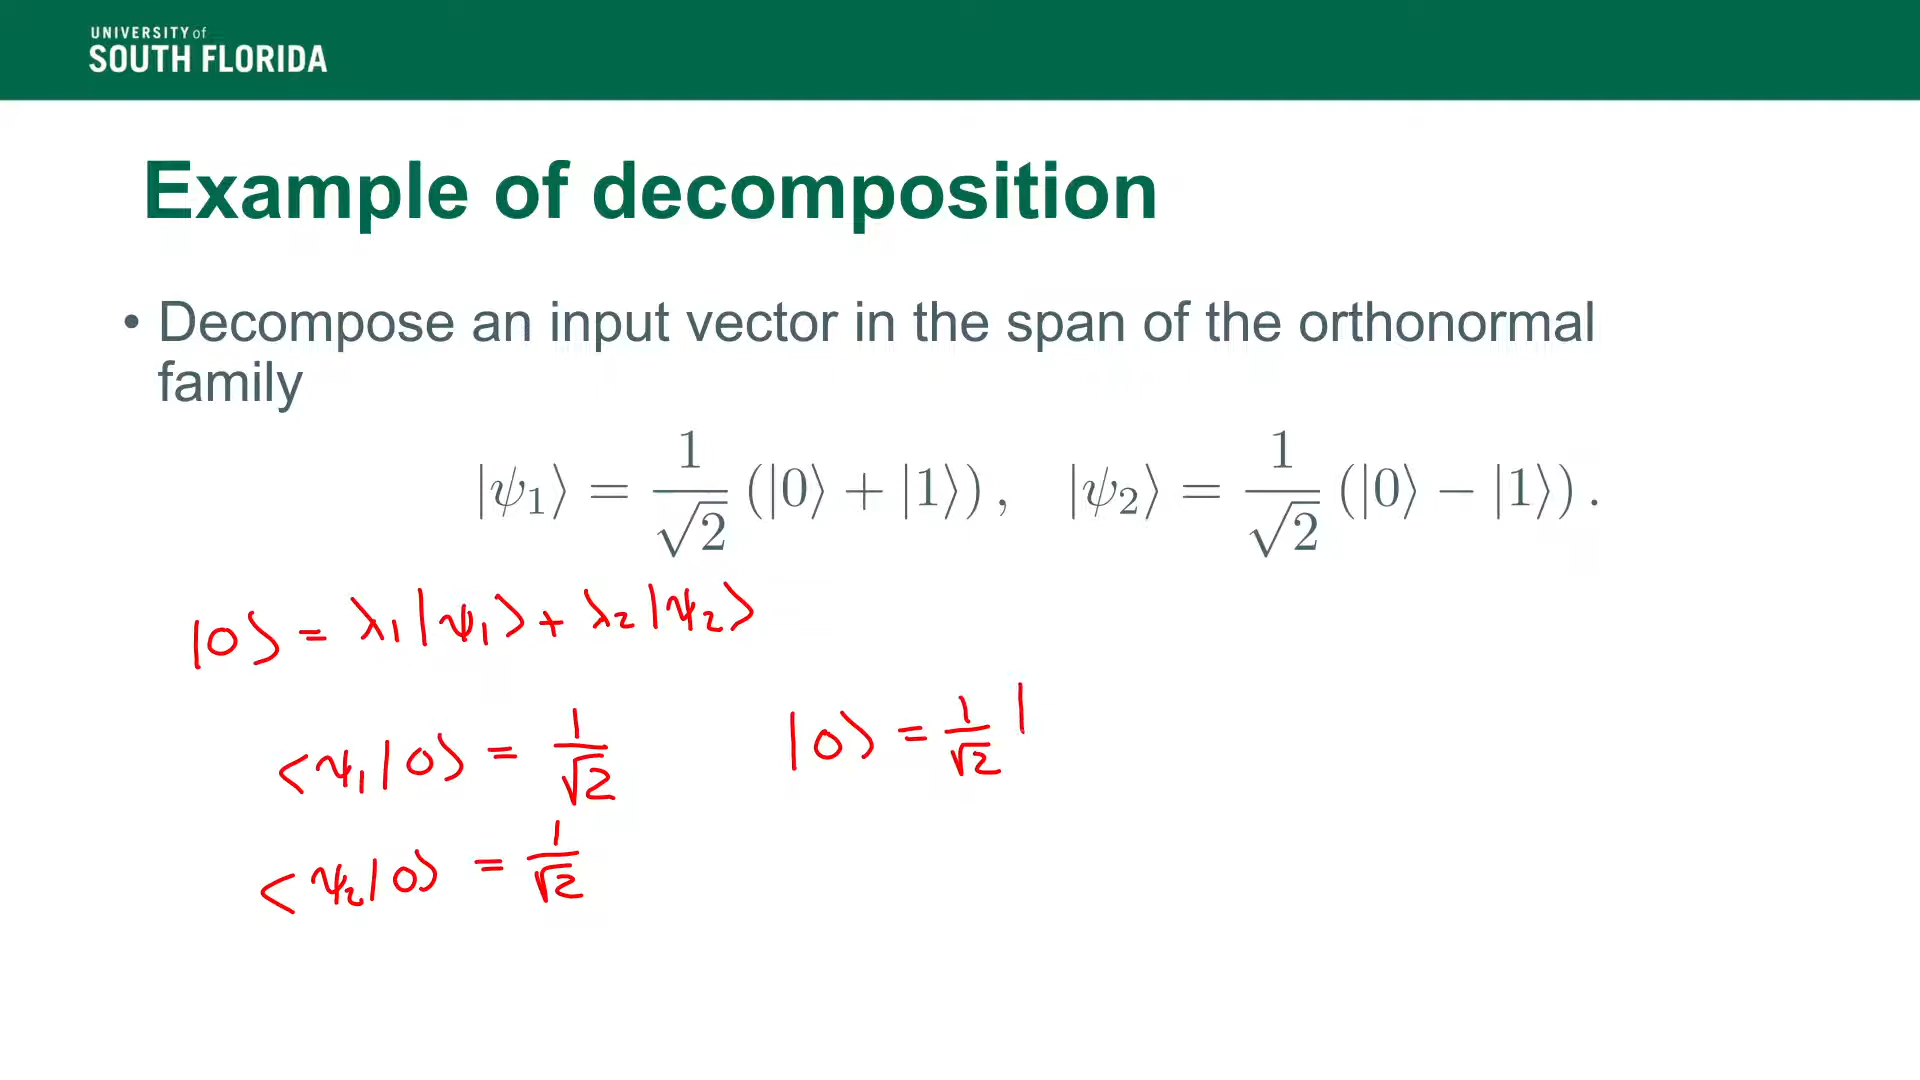 UNIVERSITY of
SOUTH FLORIDA
Example of decomposition
• Decompose an input vector in the span of the orthonormal
family
|ψ₁⟩ = 1/√2 (|0⟩ + |1⟩), |ψ₂⟩ = 1/√2 (|0⟩ − |1⟩).
|0⟩ = λ₁|ψ₁⟩ + λ₂|ψ₂⟩
⟨ψ₁|0⟩ = 1/√2
|0⟩ = 1/√2 |
⟨ψ₂|0⟩ = 1/√2